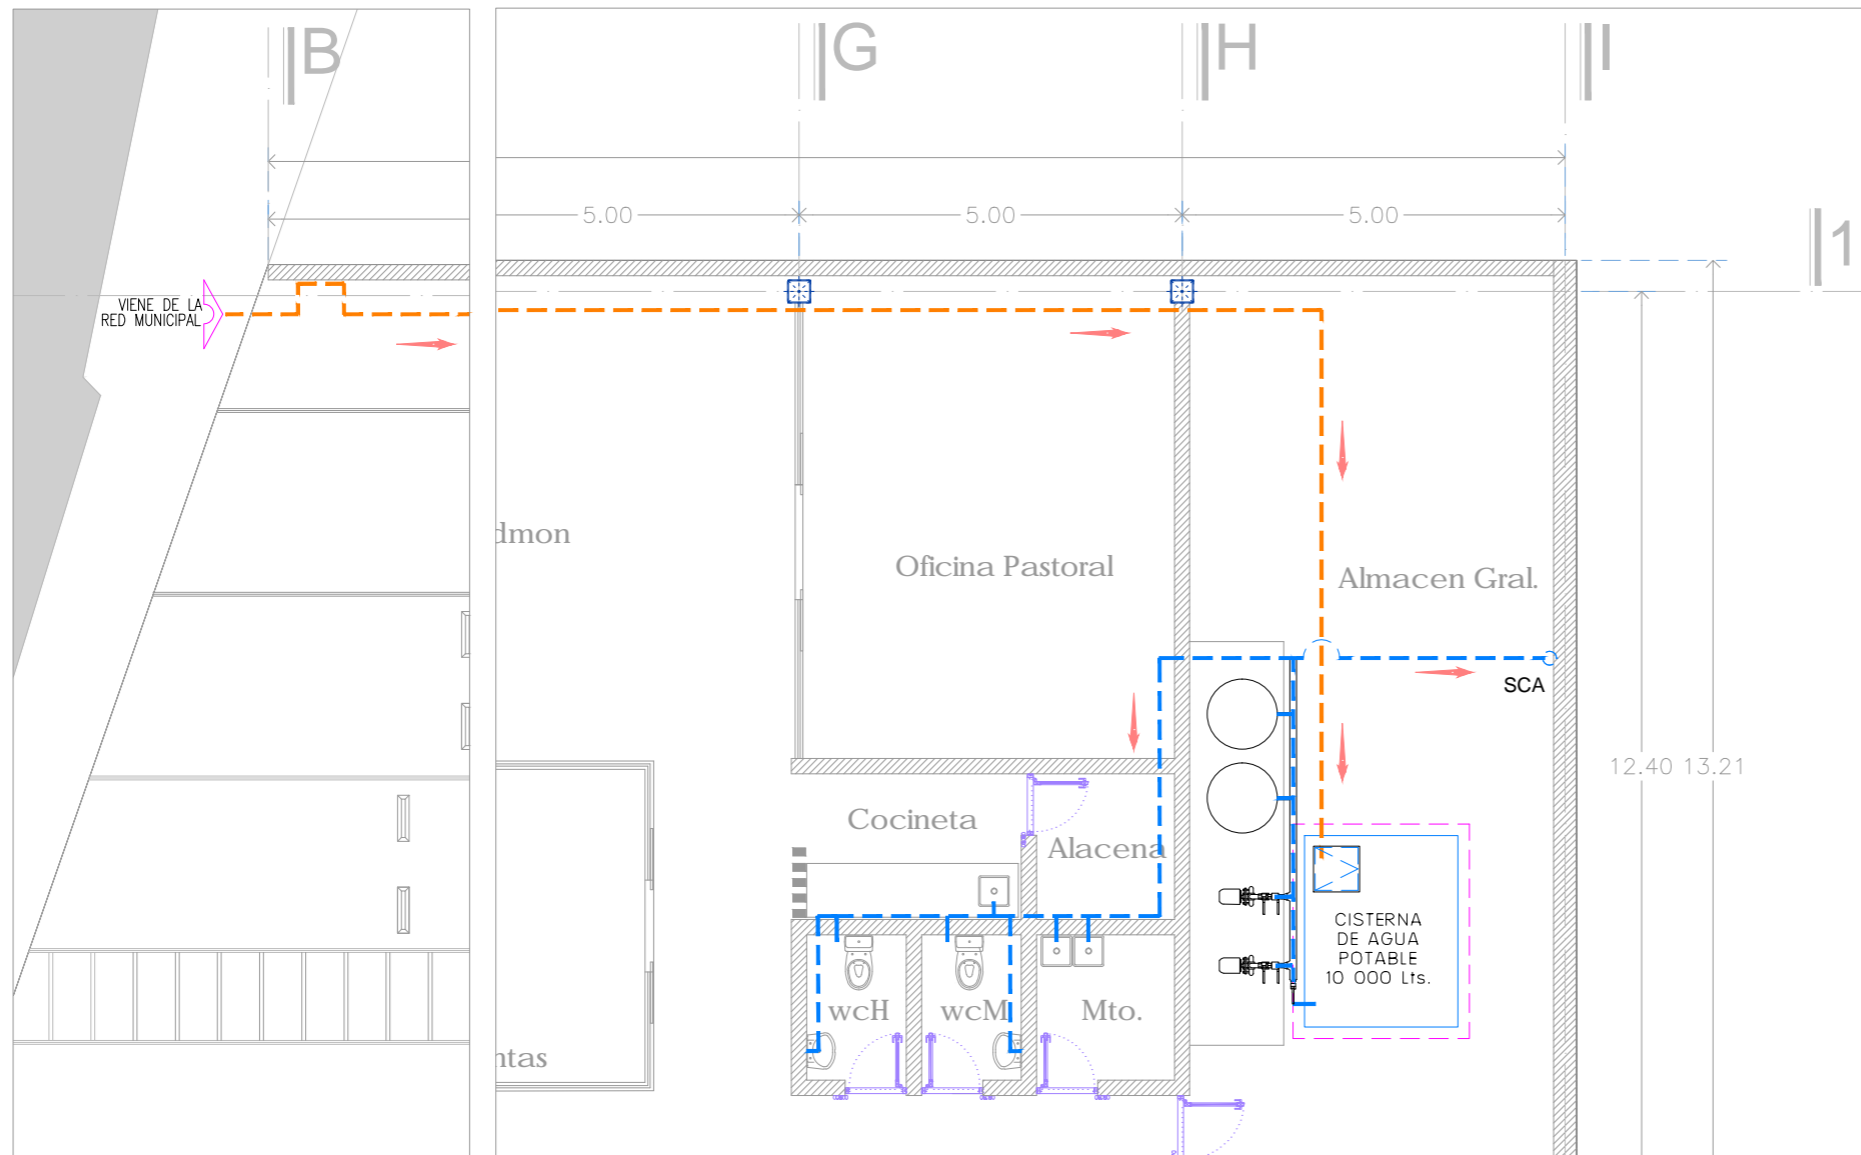 B
G
H
I
5.00
5.00
5.00
1
VIENE DE LA
RED MUNICIPAL
dmon
Oficina Pastoral
Almacen Gral.
SCA
12.40
13.21
Cocineta
Alacena
CISTERNA
DE AGUA
POTABLE
10 000 Lts.
wcH
wcM
Mto.
ntas